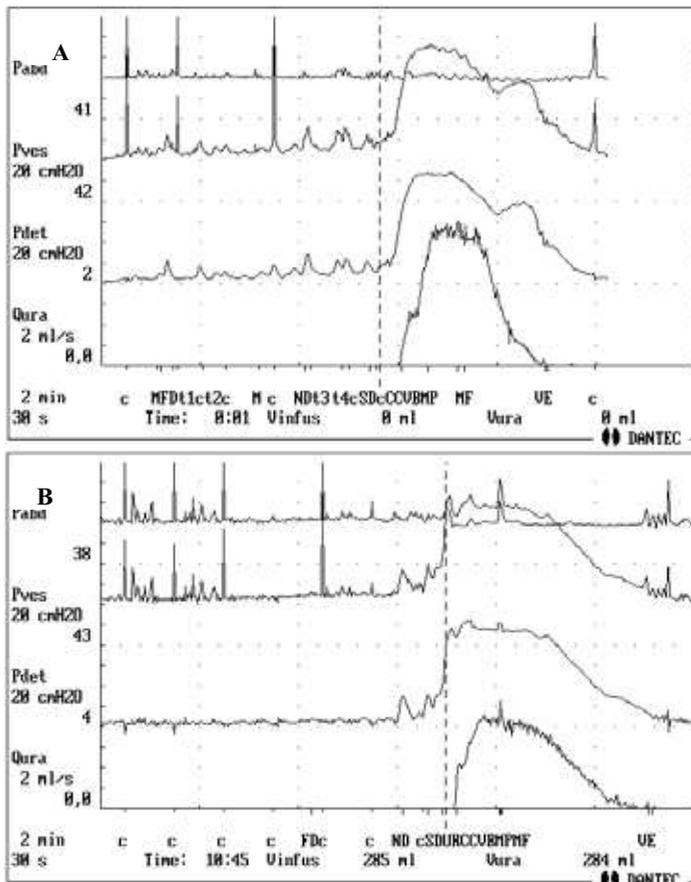 A
Pabd
41
Pves
20 cmH2O
42
Pdet
20 cmH2O
2
Qura
2 ml/s
0,0
2 min c MFDt1ct2c M c NDt3t4cSDcCCVBMP MF VE c
30 s Time: 0:01 Vinfus 0 ml Vura 0 ml
DANTEC
B
Pabd
38
Pves
20 cmH2O
43
Pdet
20 cmH2O
4
Qura
2 ml/s
0,0
2 min c c c c FDc c ND cSDURCCVBMPMF VE
30 s Time: 10:45 Vinfus 285 ml Vura 284 ml
DANTEC